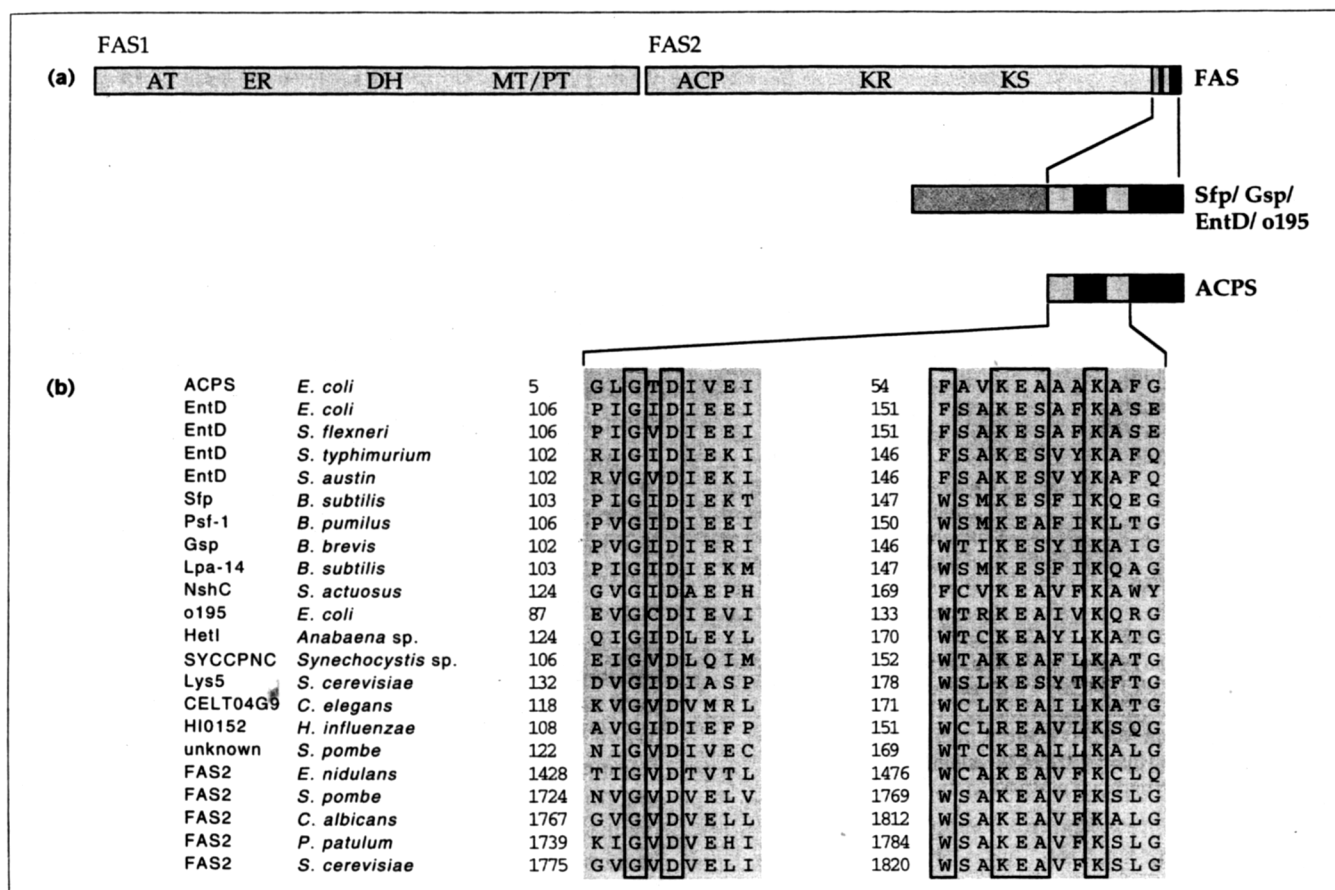 FAS1 FAS2
(a) AT ER DH MT/PT ACP KR KS FAS
Sfp/ Gsp/
EntD/ o195
ACPS
(b) ACPS E. coli 5 G L G T D I V E I 54 F A V K E A A A K A F G
EntD E. coli 106 P I G I D I E E I 151 F S A K E S A F K A S E
EntD S. flexneri 106 P I G V D I E E I 151 F S A K E S A F K A S E
EntD S. typhimurium 102 R I G I D I E K I 146 F S A K E S V Y K A F Q
EntD S. austin 102 R V G V D I E K I 146 F S A K E S V Y K A F Q
Sfp B. subtilis 103 P I G I D I E K T 147 W S M K E S F I K Q E G
Psf-1 B. pumilus 106 P V G I D I E E I 150 W S M K E A F I K L T G
Gsp B. brevis 102 P V G I D I E R I 146 W T I K E S Y I K A I G
Lpa-14 B. subtilis 103 P I G I D I E K M 147 W S M K E S F I K Q A G
NshC S. actuosus 124 G V G I D A E P H 169 F C V K E A V F K A W Y
o195 E. coli 87 E V G C D I E V I 133 W T R K E A I V K Q R G
HetI Anabaena sp. 124 Q I G I D L E Y L 170 W T C K E A Y L K A T G
SYCCPNC Synechocystis sp. 106 E I G V D L Q I M 152 W T A K E A F L K A T G
Lys5 S. cerevisiae 132 D V G I D I A S P 178 W S L K E S Y T K F T G
CELT04G9 C. elegans 118 K V G V D V M R L 171 W C L K E A I L K A T G
HI0152 H. influenzae 108 A V G I D I E F P 151 W C L R E A V L K S Q G
unknown S. pombe 122 N I G V D I V E C 169 W T C K E A I L K A L G
FAS2 E. nidulans 1428 T I G V D T V T L 1476 W C A K E A V F K C L Q
FAS2 S. pombe 1724 N V G V D V E L V 1769 W S A K E A V F K S L G
FAS2 C. albicans 1767 G V G V D V E L L 1812 W S A K E A V F K A L G
FAS2 P. patulum 1739 K I G V D V E H I 1784 W S A K E A V F K S L G
FAS2 S. cerevisiae 1775 G V G V D V E L I 1820 W S A K E A V F K S L G